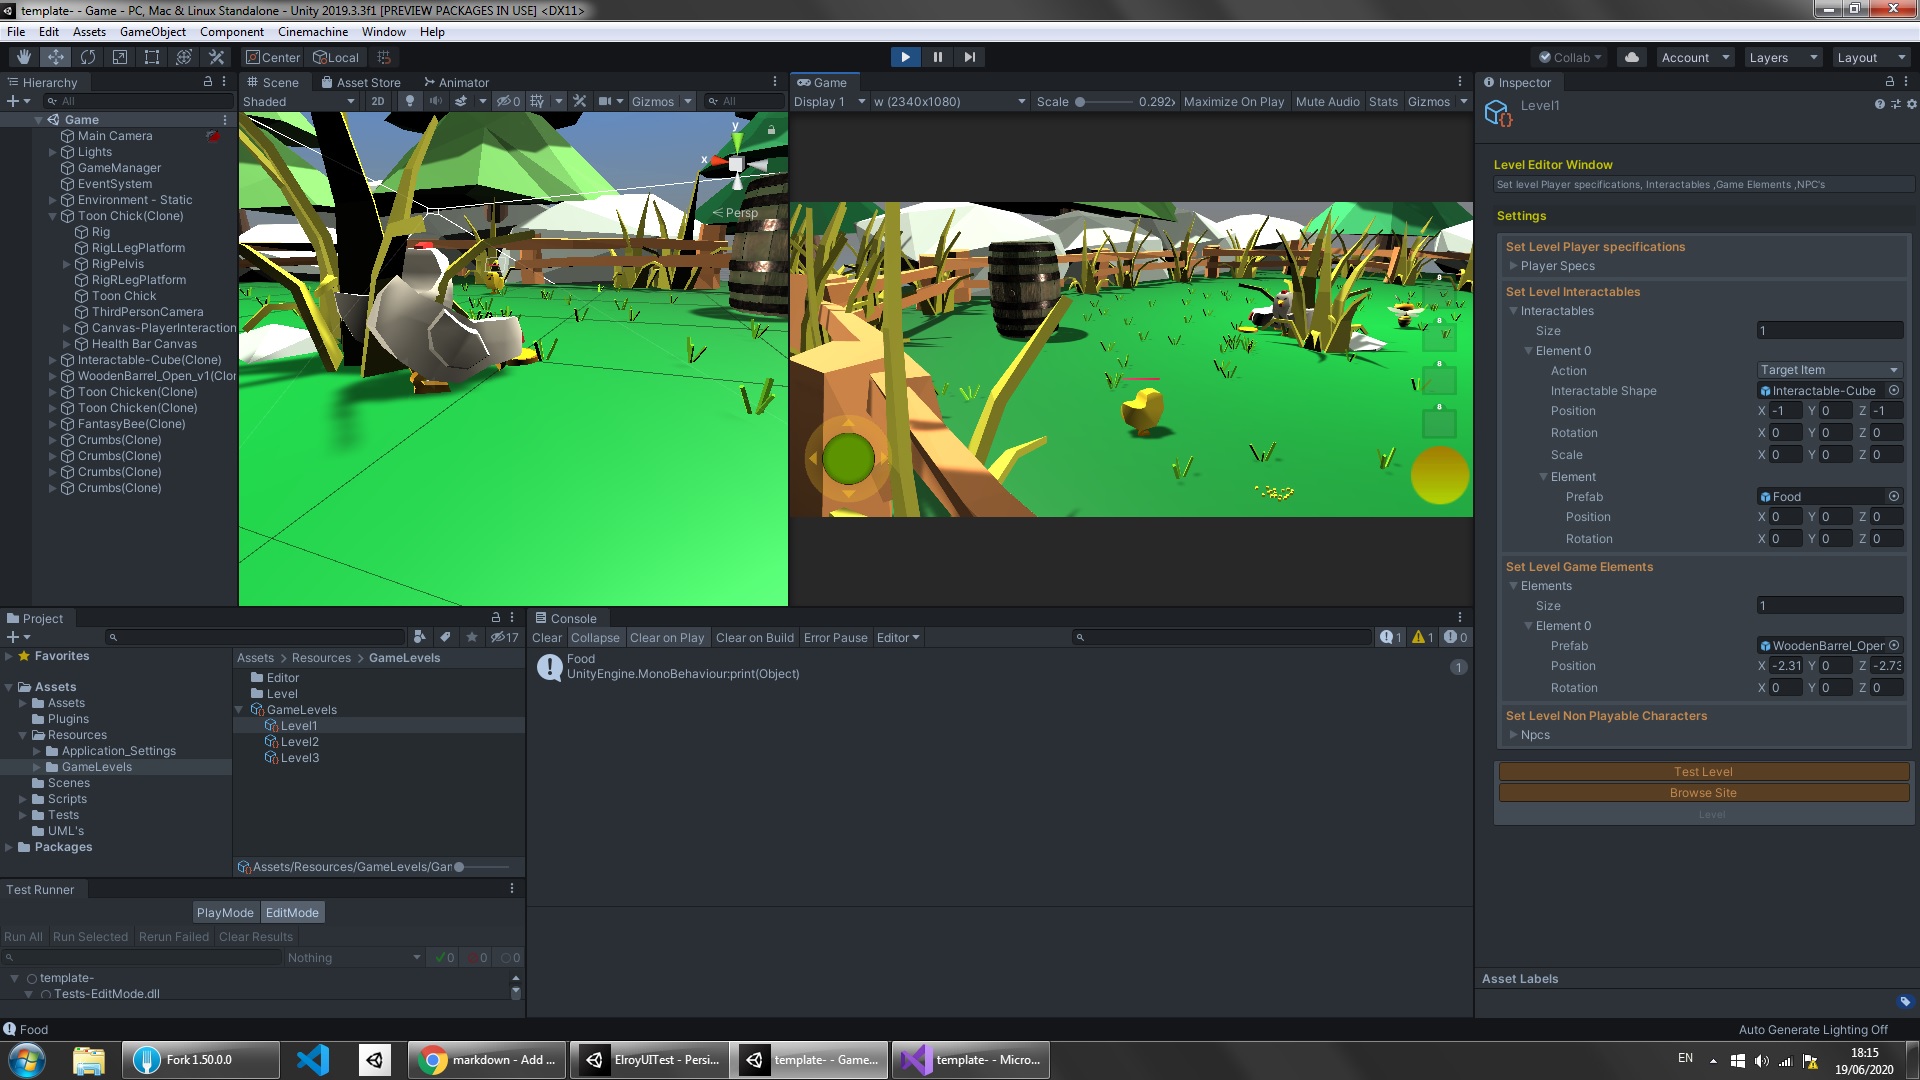 template- - Game - PC, Mac & Linux Standalone - Unity 2019.3.3f1 [PREVIEW PACKAGES IN USE] <DX11>
File Edit Assets GameObject Component Cinemachine Window Help
Center Local Collab Account Layers Layout
Hierarchy
All
Game
Main Camera
Lights
GameManager
EventSystem
Environment - Static
Toon Chick(Clone)
Rig
RigLLegPlatform
RigPelvis
RigRLegPlatform
Toon Chick
ThirdPersonCamera
Canvas-PlayerInteraction
Health Bar Canvas
Interactable-Cube(Clone)
WoodenBarrel_Open_v1(Clor
Toon Chicken(Clone)
Toon Chicken(Clone)
FantasyBee(Clone)
Crumbs(Clone)
Crumbs(Clone)
Crumbs(Clone)
Crumbs(Clone)
Scene Asset Store Animator
Shaded 2D 0 Gizmos All
y
x
Persp
Game
Display 1 w (2340x1080) Scale 0.292x Maximize On Play Mute Audio Stats Gizmos
8
8
8
Inspector
Level1
Level Editor Window
Set level Player specifications, Interactables ,Game Elements ,NPC's
Settings
Set Level Player specifications
Player Specs
Set Level Interactables
Interactables
Size 1
Element 0
Action Target Item
Interactable Shape Interactable-Cube
Position X -1 Y 0 Z -1
Rotation X 0 Y 0 Z 0
Scale X 0 Y 0 Z 0
Element
Prefab Food
Position X 0 Y 0 Z 0
Rotation X 0 Y 0 Z 0
Set Level Game Elements
Elements
Size 1
Element 0
Prefab WoodenBarrel_Oper
Position X -2.31 Y 0 Z -2.73
Rotation X 0 Y 0 Z 0
Set Level Non Playable Characters
Npcs
Test Level
Browse Site
Level
Asset Labels
Project
17
Favorites
Assets
Assets
Plugins
Resources
Application_Settings
GameLevels
Scenes
Scripts
Tests
UML's
Packages
Assets > Resources > GameLevels
Editor
Level
GameLevels
Level1
Level2
Level3
Assets/Resources/GameLevels/Gar
Console
Clear Collapse Clear on Play Clear on Build Error Pause Editor 1 1 0
Food
UnityEngine.MonoBehaviour:print(Object)
1
Test Runner
PlayMode EditMode
Run All Run Selected Rerun Failed Clear Results
Nothing 0 0 0
template-
Tests-EditMode.dll
Food
Auto Generate Lighting Off
Fork 1.50.0.0
markdown - Add ...
ElroyUITest - Persi...
template- - Game...
template- - Micro...
EN
18:15
19/06/2020